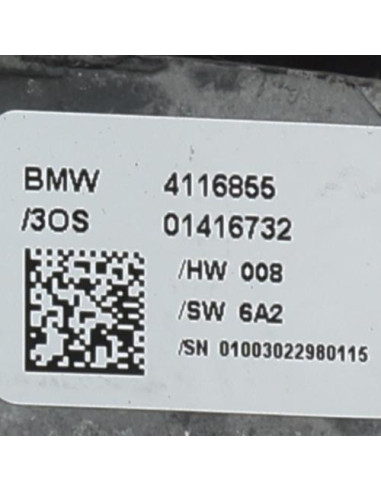 BMW 4116855
/3OS 01416732
/HW 008
/SW 6A2
/SN 01003022980115